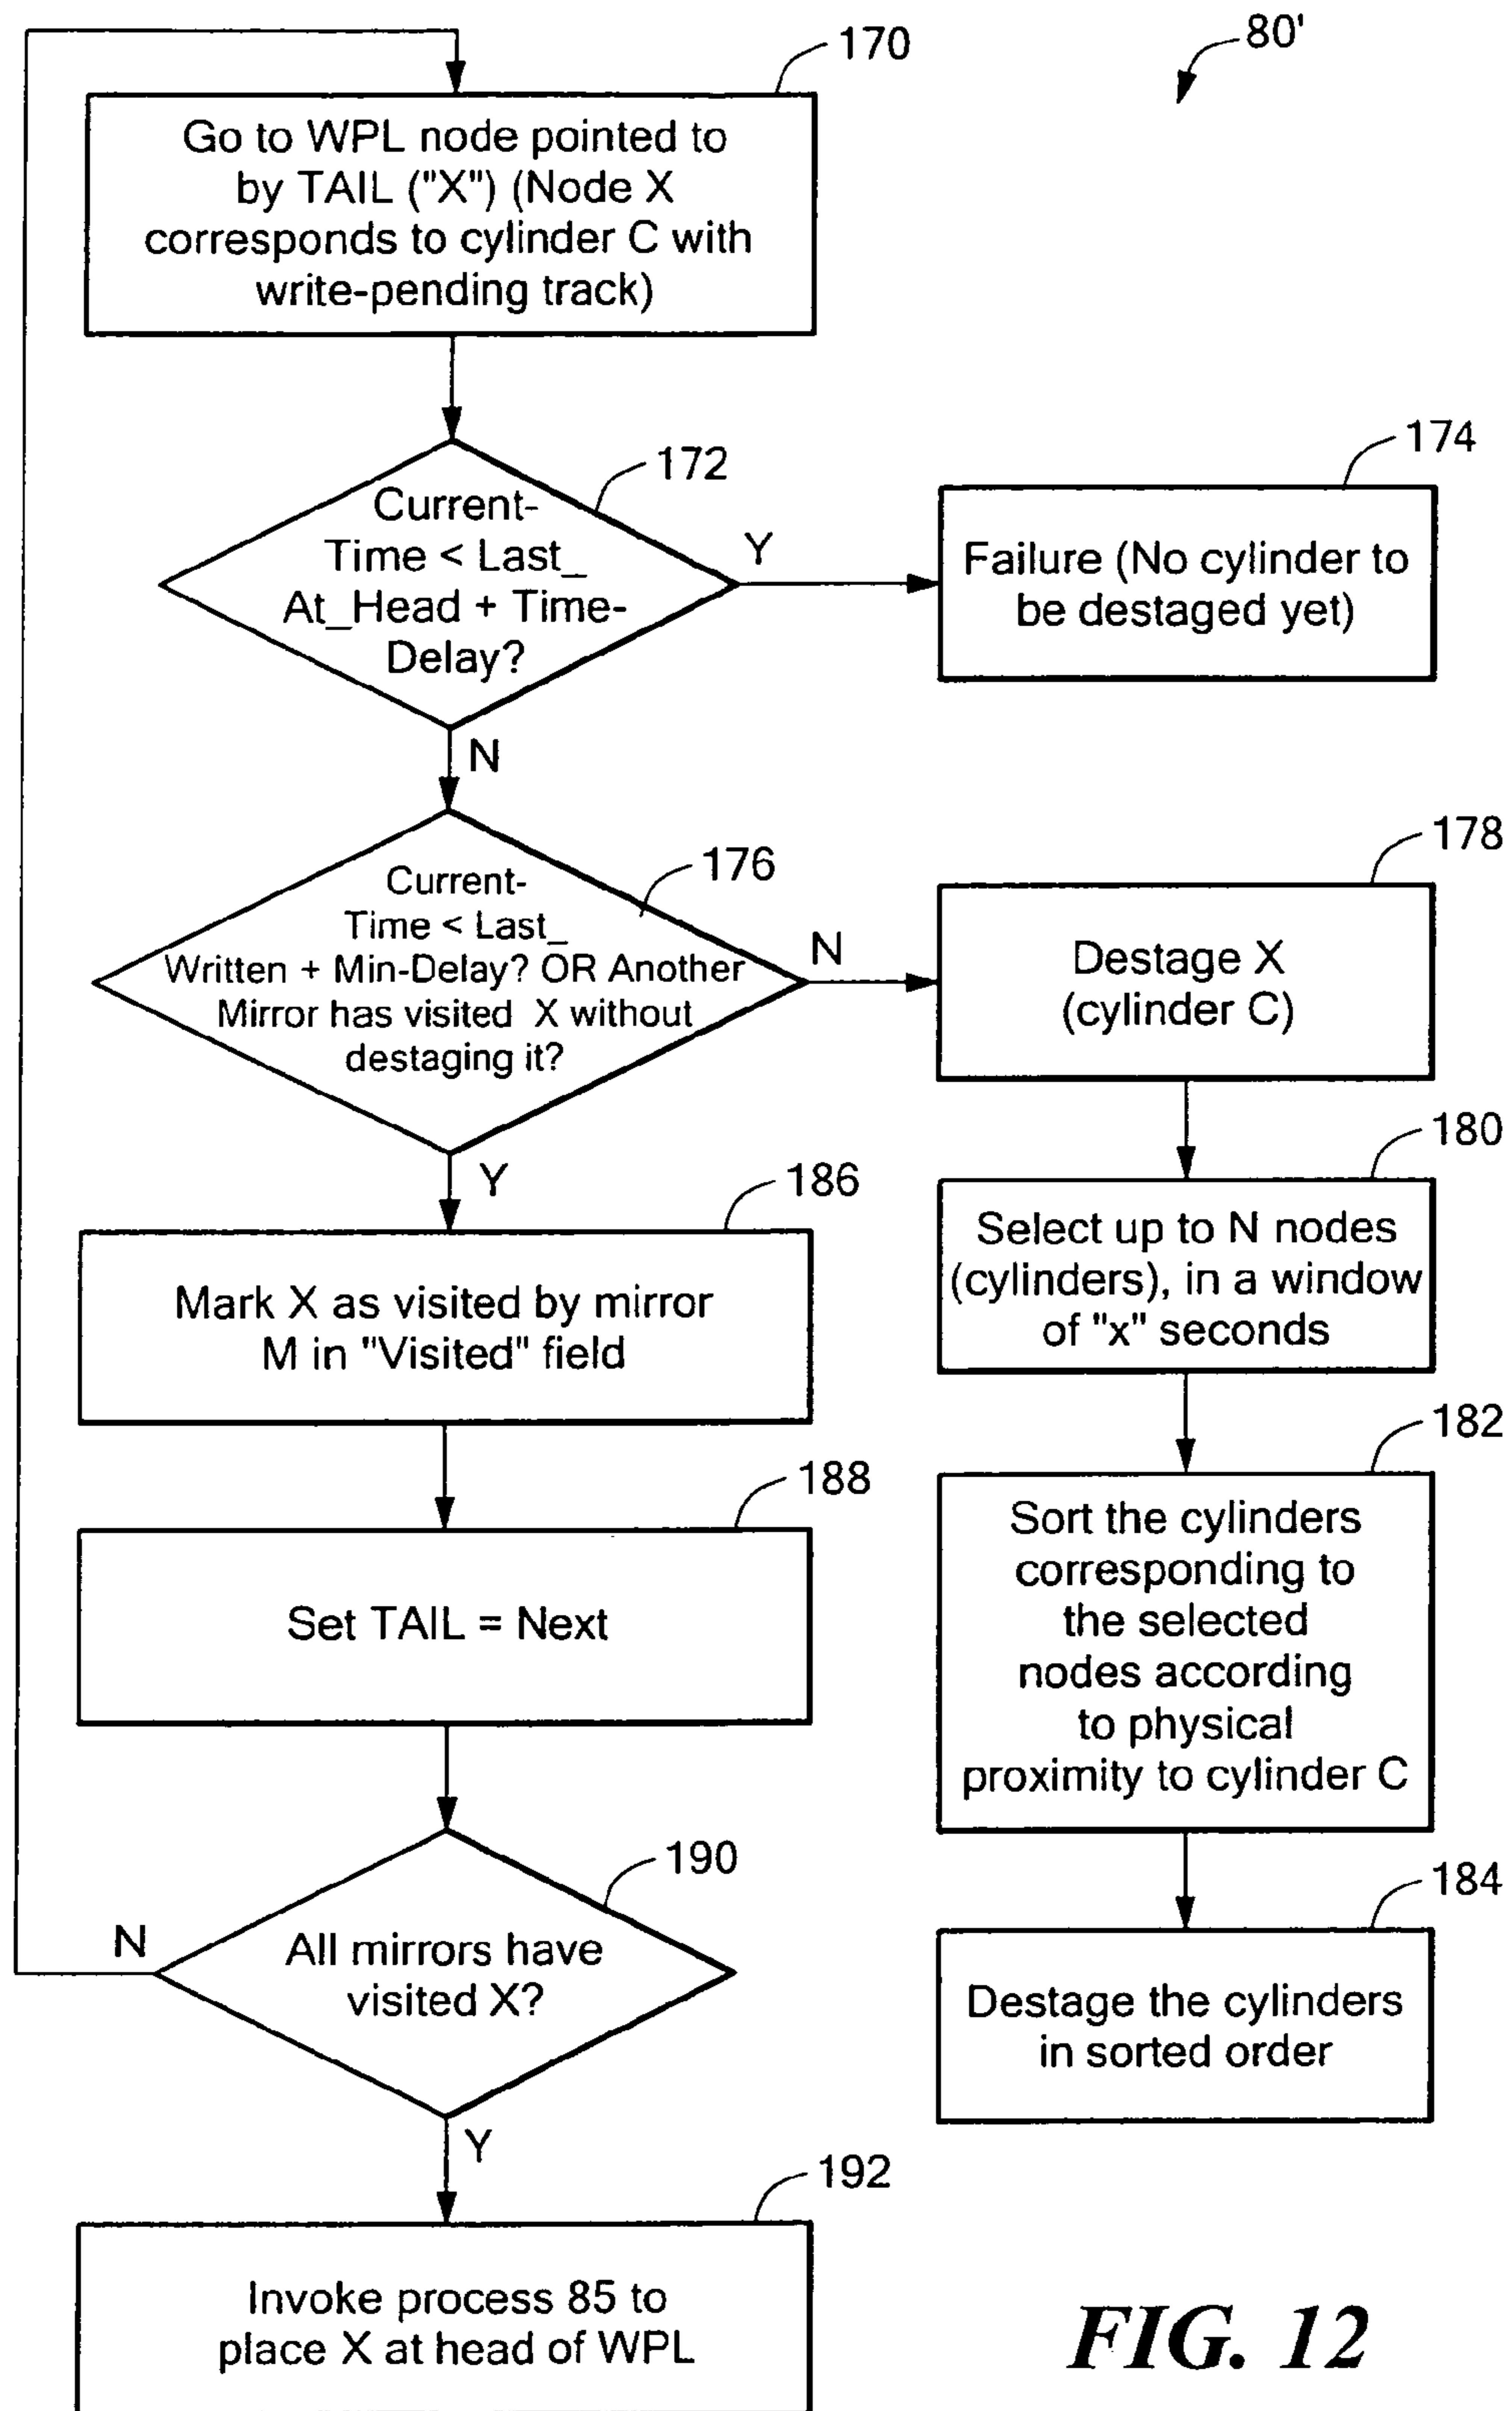 80'
170
Go to WPL node pointed to
by TAIL ("X") (Node X
corresponds to cylinder C with
write-pending track)
172
Current-
Time < Last_
At_Head + Time-
Delay?
Y
N
174
Failure (No cylinder to
be destaged yet)
176
Current-
Time < Last_
Written + Min-Delay? OR Another
Mirror has visited X without
destaging it?
N
Y
178
Destage X
(cylinder C)
180
Select up to N nodes
(cylinders), in a window
of "x" seconds
182
Sort the cylinders
corresponding to
the selected
nodes according
to physical
proximity to cylinder C
184
Destage the cylinders
in sorted order
186
Mark X as visited by mirror
M in "Visited" field
188
Set TAIL = Next
190
All mirrors have
visited X?
N
Y
192
Invoke process 85 to
place X at head of WPL
FIG. 12